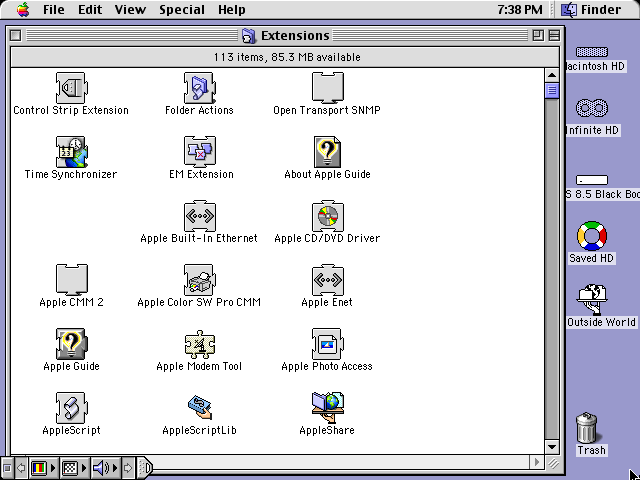 File Edit View Special Help 7:38 PM Finder
Extensions
113 items, 85.3 MB available
Control Strip Extension Folder Actions Open Transport SNMP
Time Synchronizer EM Extension About Apple Guide
Apple Built-In Ethernet Apple CD/DVD Driver
Apple CMM 2 Apple Color SW Pro CMM Apple Enet
Apple Guide Apple Modem Tool Apple Photo Access
AppleScript AppleScriptLib AppleShare
acintosh HD
nfinite HD
S 8.5 Black Boo
Saved HD
Outside World
Trash
23